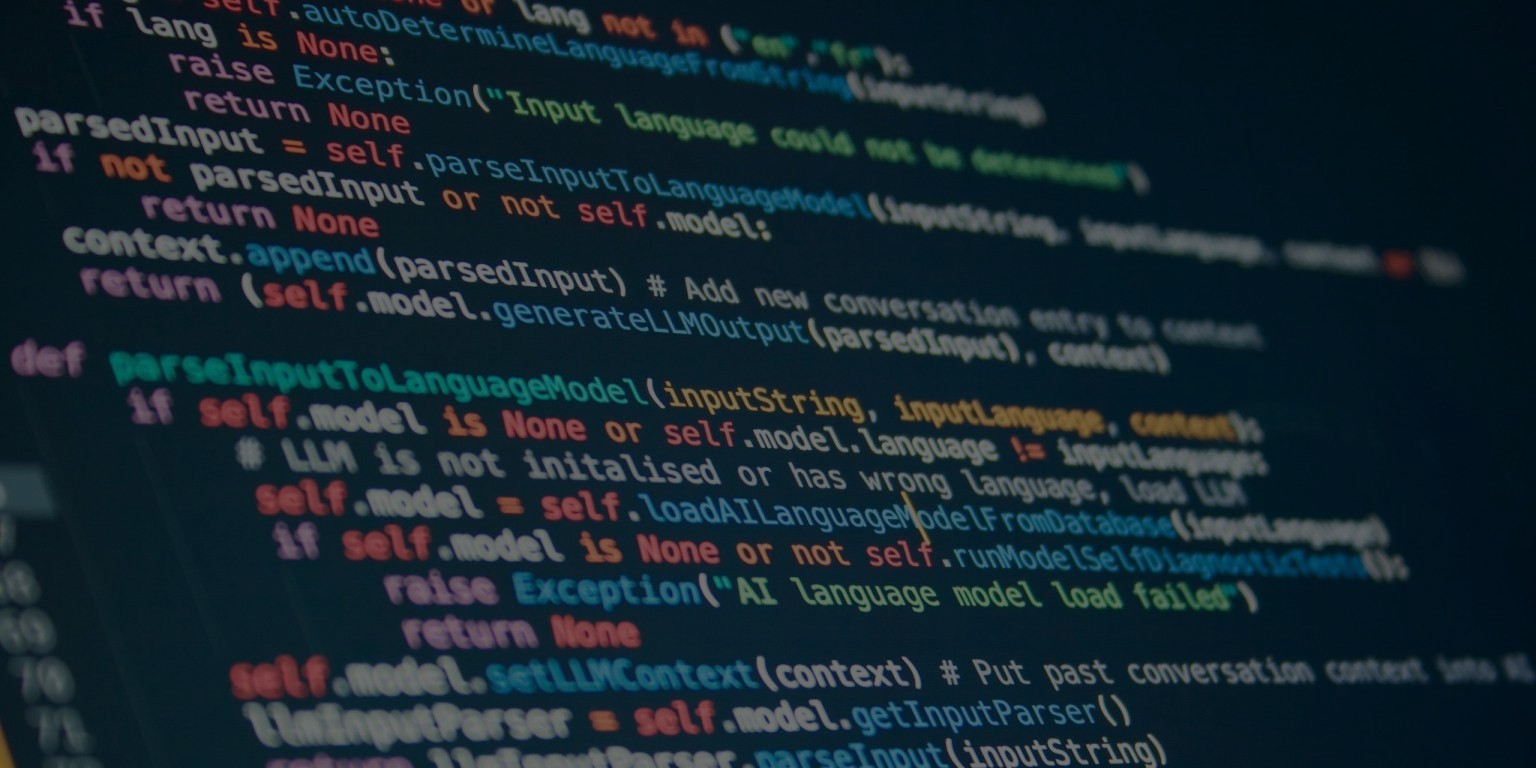 self.autoDetermineLanguageFromString(inputString)
or lang not in ("en","fr"):
if lang is None:
raise Exception("Input language could not be determined")
return None
parsedInput = self.parseInputToLanguageModel(inputString, inputLanguage, context =
if not parsedInput or not self.model:
return None
context.append(parsedInput) # Add new conversation entry to context
return (self.model.generateLLMOutput(parsedInput), context)
def parseInputToLanguageModel(inputString, inputLanguage, context):
if self.model is None or self.model.language != inputLanguage:
# LLM is not initalised or has wrong language, load LLM
self.model = self.loadAILanguageModelFromDatabase(inputLanguage)
if self.model is None or not self.runModelSelfDiagnosticTests():
raise Exception("AI language model load failed")
return None
self.model.setLLMContext(context) # Put past conversation context into
llmInputParser = self.model.getInputParser()
return llmInputParser.parseInput(inputString)
68
69
70
71